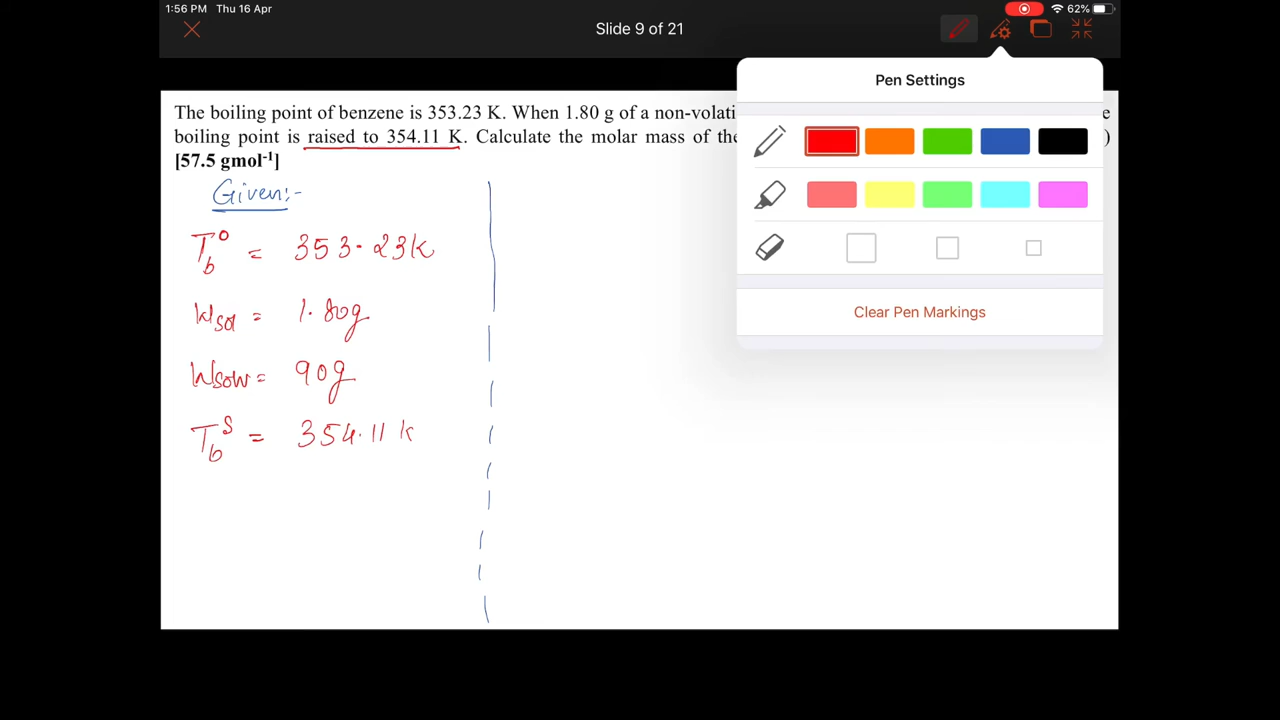 1:56 PM Thu 16 Apr
62%
Slide 9 of 21
Pen Settings
The boiling point of benzene is 353.23 K. When 1.80 g of a non-volati e
boiling point is raised to 354.11 K. Calculate the molar mass of the )
[57.5 gmol-1]
Given:-
Tb° = 353.23K
Wsol = 1.80g
Wsolv = 90g
Tbs = 354.11 K
Clear Pen Markings